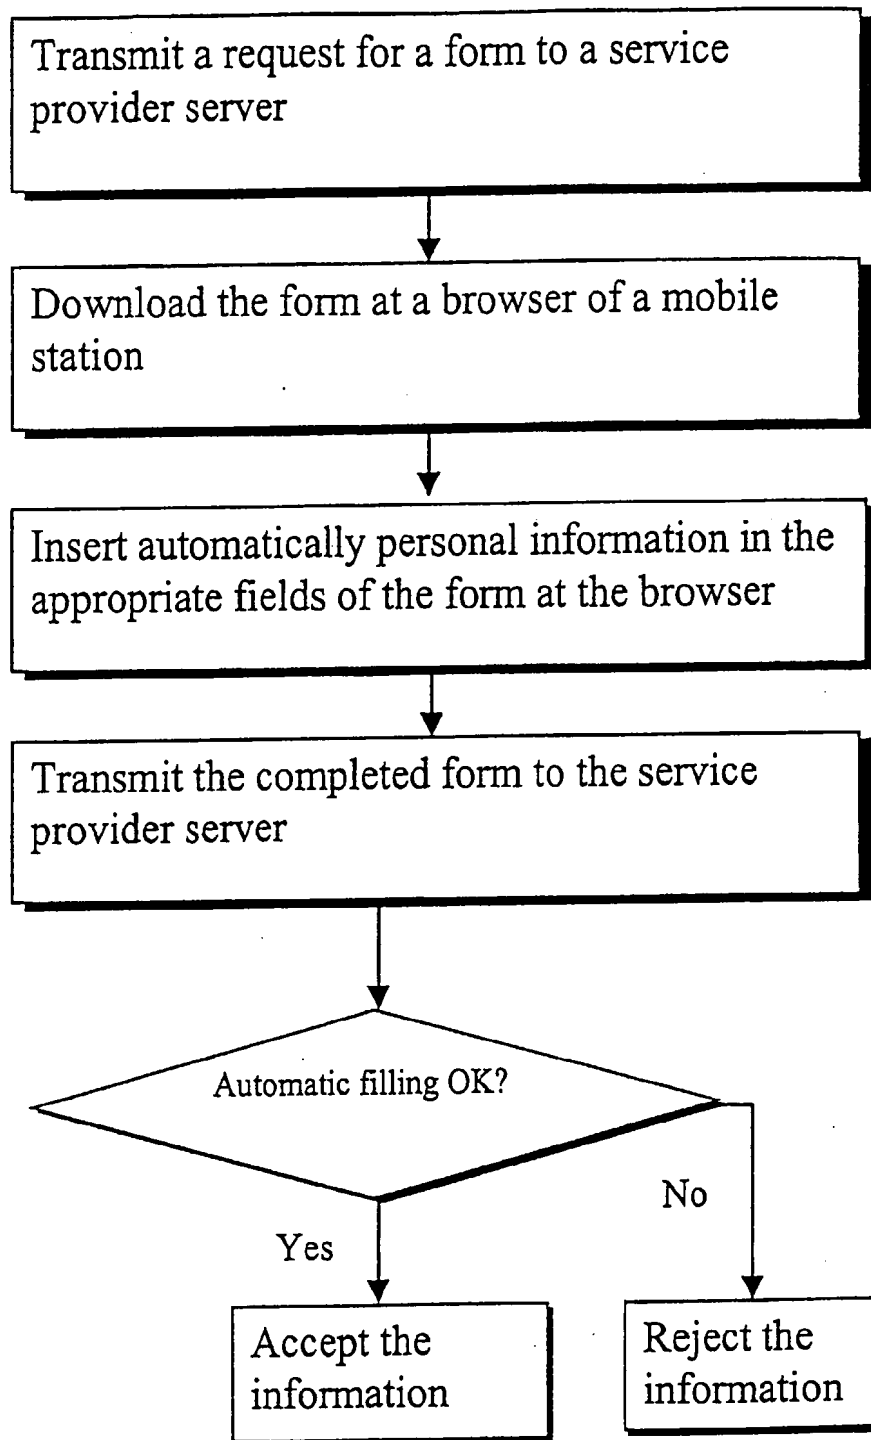 Transmit a request for a form to a service
provider server
Download the form at a browser of a mobile
station
Insert automatically personal information in the
appropriate fields of the form at the browser
Transmit the completed form to the service
provider server
Automatic filling OK?
No
Yes
Accept the
information
Reject the
information